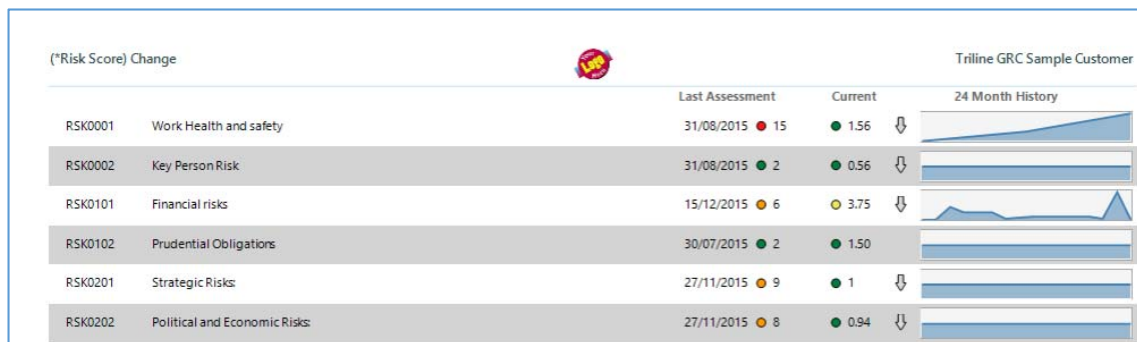 (*Risk Score) Change Triline GRC Sample Customer
Last Assessment Current 24 Month History
RSK0001 Work Health and safety 31/08/2015 15 1.56
RSK0002 Key Person Risk 31/08/2015 2 0.56
RSK0101 Financial risks 15/12/2015 6 3.75
RSK0102 Prudential Obligations 30/07/2015 2 1.50
RSK0201 Strategic Risks: 27/11/2015 9 1
RSK0202 Political and Economic Risks: 27/11/2015 8 0.94